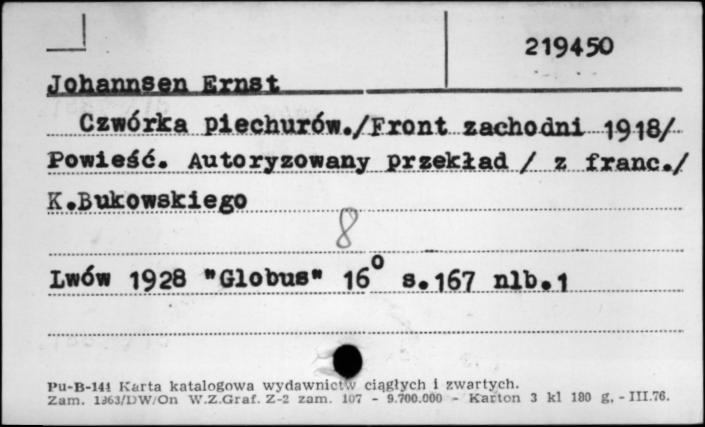 219450
Johannsen Ernst
Czwórka piechurów./Front zachodni 1918/
Powieść. Autoryzowany przekład / z franc./
K.Bukowskiego
8
Lwów 1928 "Globus" 16° s.167 nlb.1
Pu-B-141 Karta katalogowa wydawnictw ciągłych i zwartych.
Zam. 1363/DW/On W.Z.Graf. Z-2 zam. 107 - 9.700.000 - Karton 3 kl 180 g. - III.76.